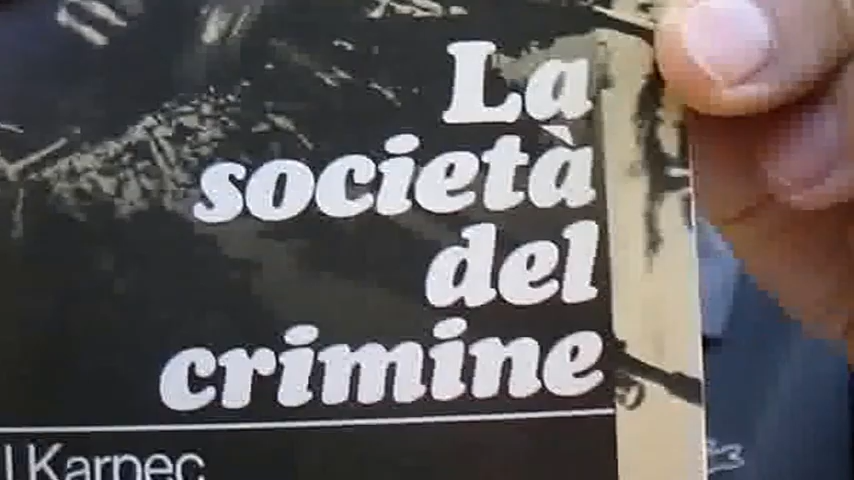 La
società
del
crimine
I Karpec